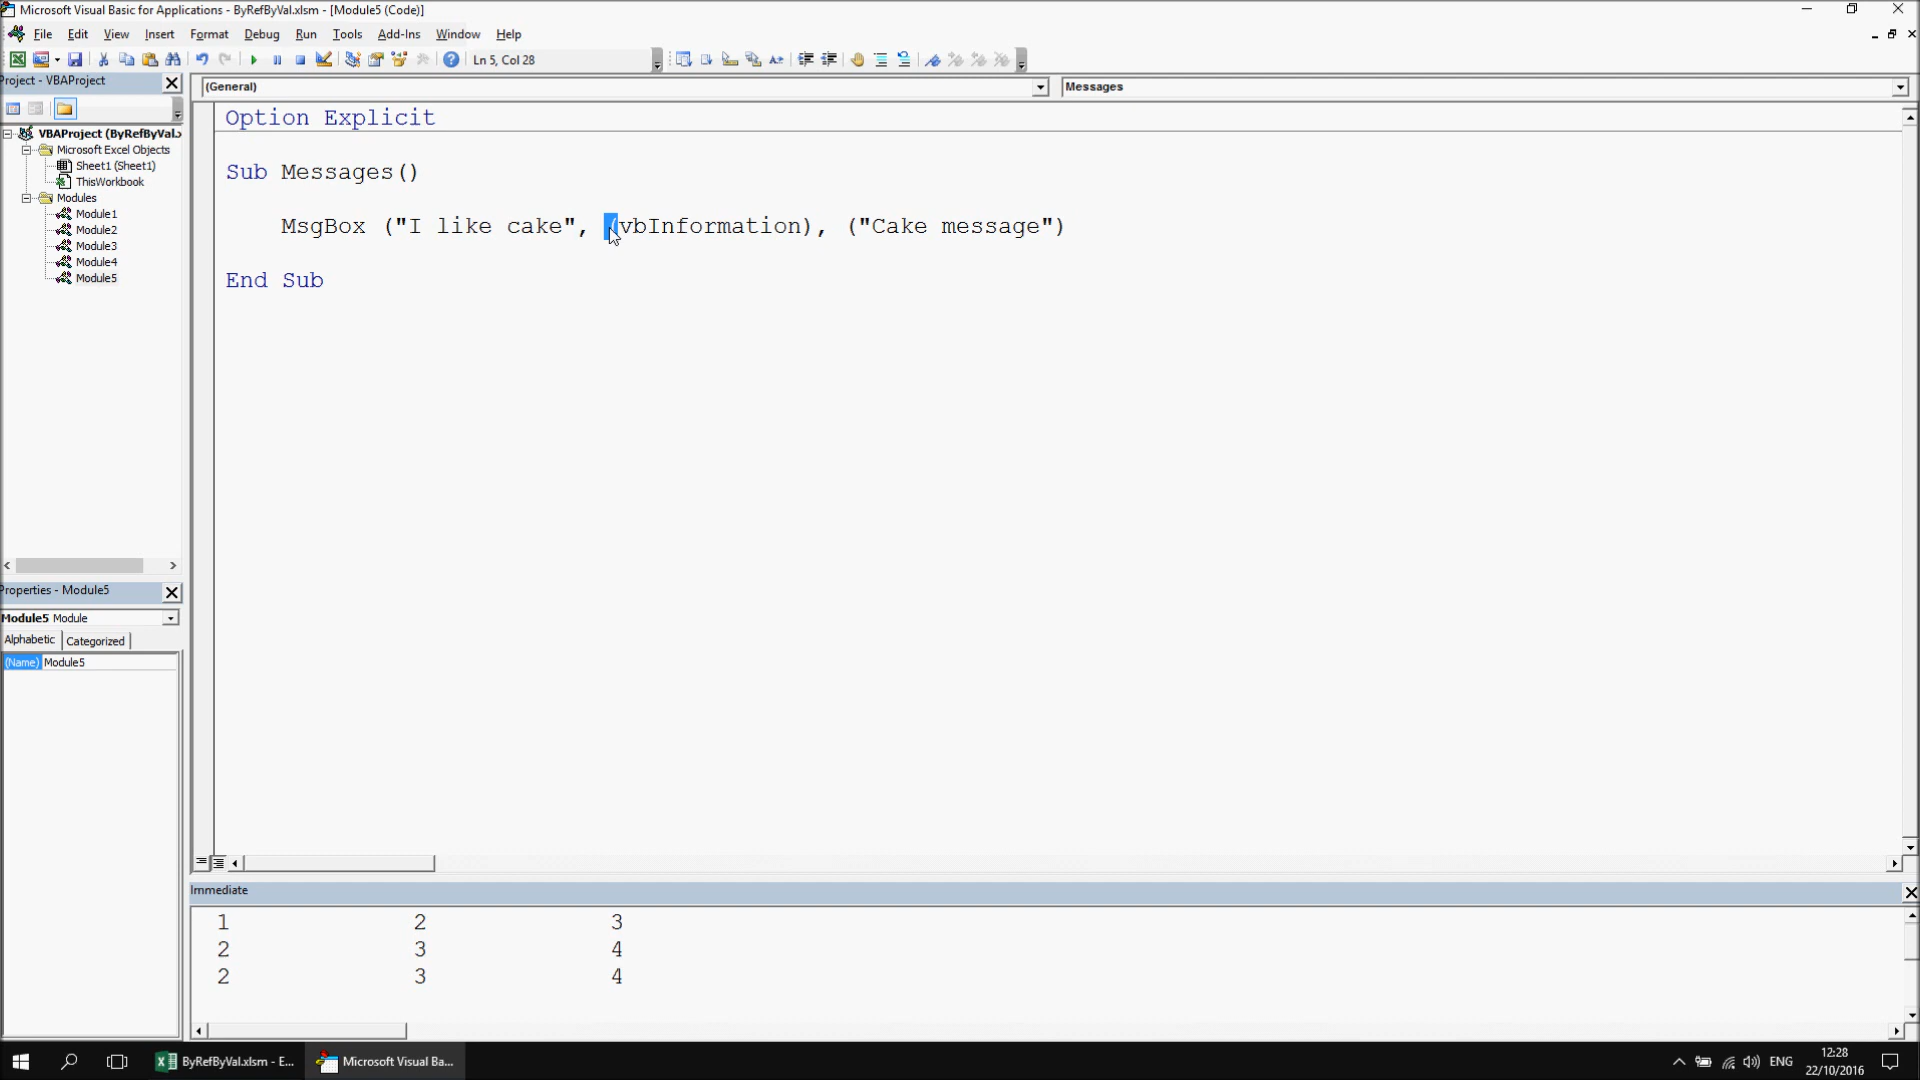 Microsoft Visual Basic for Applications - ByRefByVal.xlsm - [Module5 (Code)]
File Edit View Insert Format Debug Run Tools Add-Ins Window Help
Ln 5, Col 28
Project - VBAProject
(General) Messages
VBAProject (ByRefByVal.x
Microsoft Excel Objects
Sheet1 (Sheet1)
ThisWorkbook
Modules
Module1
Module2
Module3
Module4
Module5
Option Explicit
Sub Messages()
MsgBox ("I like cake", (vbInformation), ("Cake message")
End Sub
Properties - Module5
Module5 Module
Alphabetic Categorized
(Name) Module5
Immediate
1 2 3
2 3 4
2 3 4
ByRefByVal.xlsm - E...
Microsoft Visual Ba...
ENG
12:28
22/10/2016